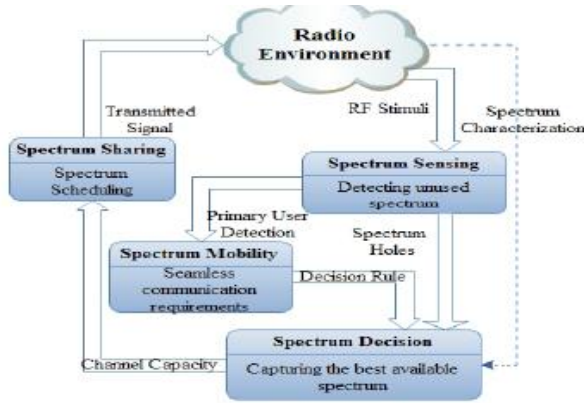 Radio
Environment
Transmitted
Signal
RF Stimuli
Spectrum
Characterization
Spectrum Sharing
Spectrum
Scheduling
Spectrum Sensing
Detecting unused
spectrum
Primary User
Detection
Spectrum
Holes
Spectrum Mobility
Seamless
communication
requirements
Decision Rule
Spectrum Decision
Capturing the best available
spectrum
Channel Capacity